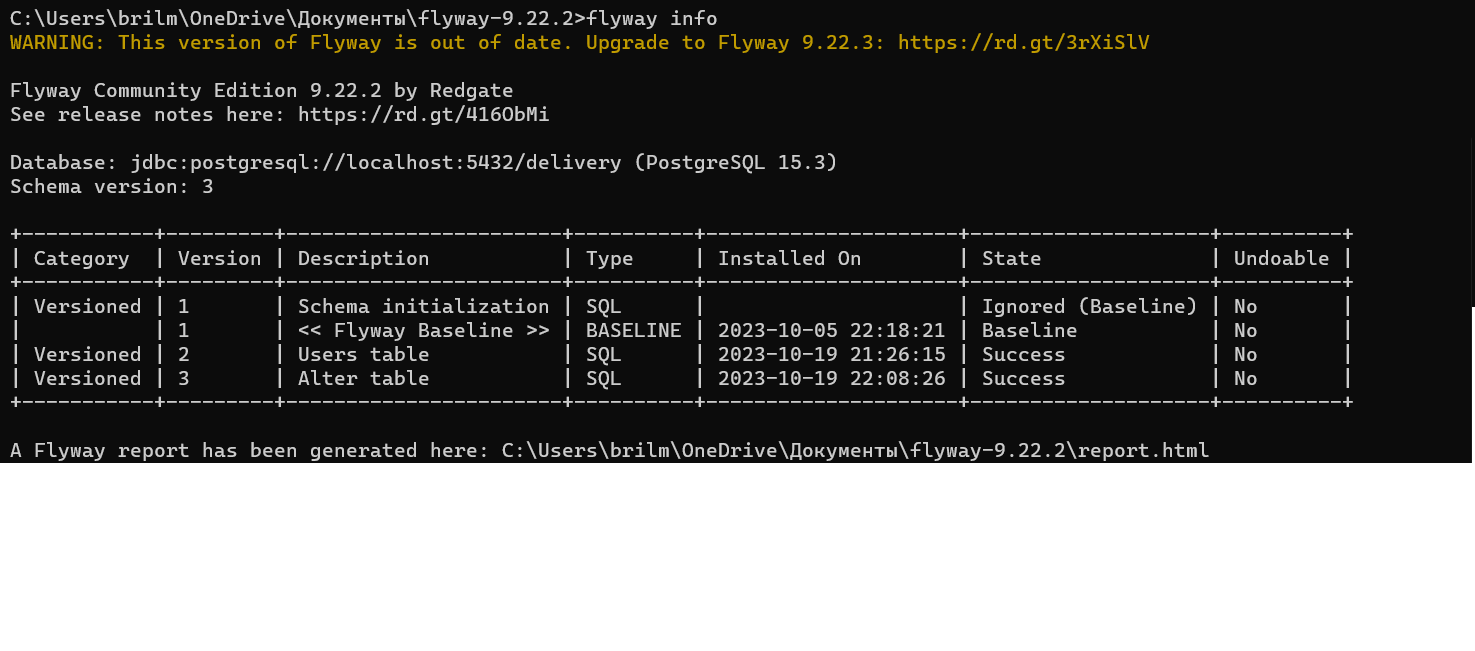 C:\Users\brilm\OneDrive\Документы\flyway-9.22.2>flyway info
WARNING: This version of Flyway is out of date. Upgrade to Flyway 9.22.3: https://rd.gt/3rXiSlV
Flyway Community Edition 9.22.2 by Redgate
See release notes here: https://rd.gt/416ObMi
Database: jdbc:postgresql://localhost:5432/delivery (PostgreSQL 15.3)
Schema version: 3
+-----------+---------+-----------------------+----------+---------------------+--------------------+----------+
| Category  | Version | Description           | Type     | Installed On        | State              | Undoable |
+-----------+---------+-----------------------+----------+---------------------+--------------------+----------+
| Versioned | 1       | Schema initialization | SQL      |                     | Ignored (Baseline) | No       |
|           | 1       | << Flyway Baseline >> | BASELINE | 2023-10-05 22:18:21 | Baseline           | No       |
| Versioned | 2       | Users table           | SQL      | 2023-10-19 21:26:15 | Success            | No       |
| Versioned | 3       | Alter table           | SQL      | 2023-10-19 22:08:26 | Success            | No       |
+-----------+---------+-----------------------+----------+---------------------+--------------------+----------+
A Flyway report has been generated here: C:\Users\brilm\OneDrive\Документы\flyway-9.22.2\report.html